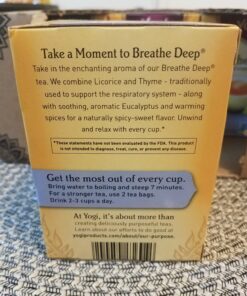 Take a Moment to Breathe Deep®
Take in the enchanting aroma of our Breathe Deep®
tea. We combine Licorice and Thyme - traditionally
used to support the respiratory system - along
with soothing, aromatic Eucalyptus and warming
spices for a naturally spicy-sweet flavor. Unwind
and relax with every cup.*
*These statements have not been evaluated by the FDA. This product
is not intended to diagnose, treat, cure, or prevent any disease.
Get the most out of every cup.
Bring water to boiling and steep 7 minutes.
For a stronger tea, use 2 tea bags.
Drink 2-3 cups a day.
At Yogi, it's about more than
creating deliciously purposeful teas.
Learn about our efforts to do good at
yogiproducts.com/about/our-purpose.